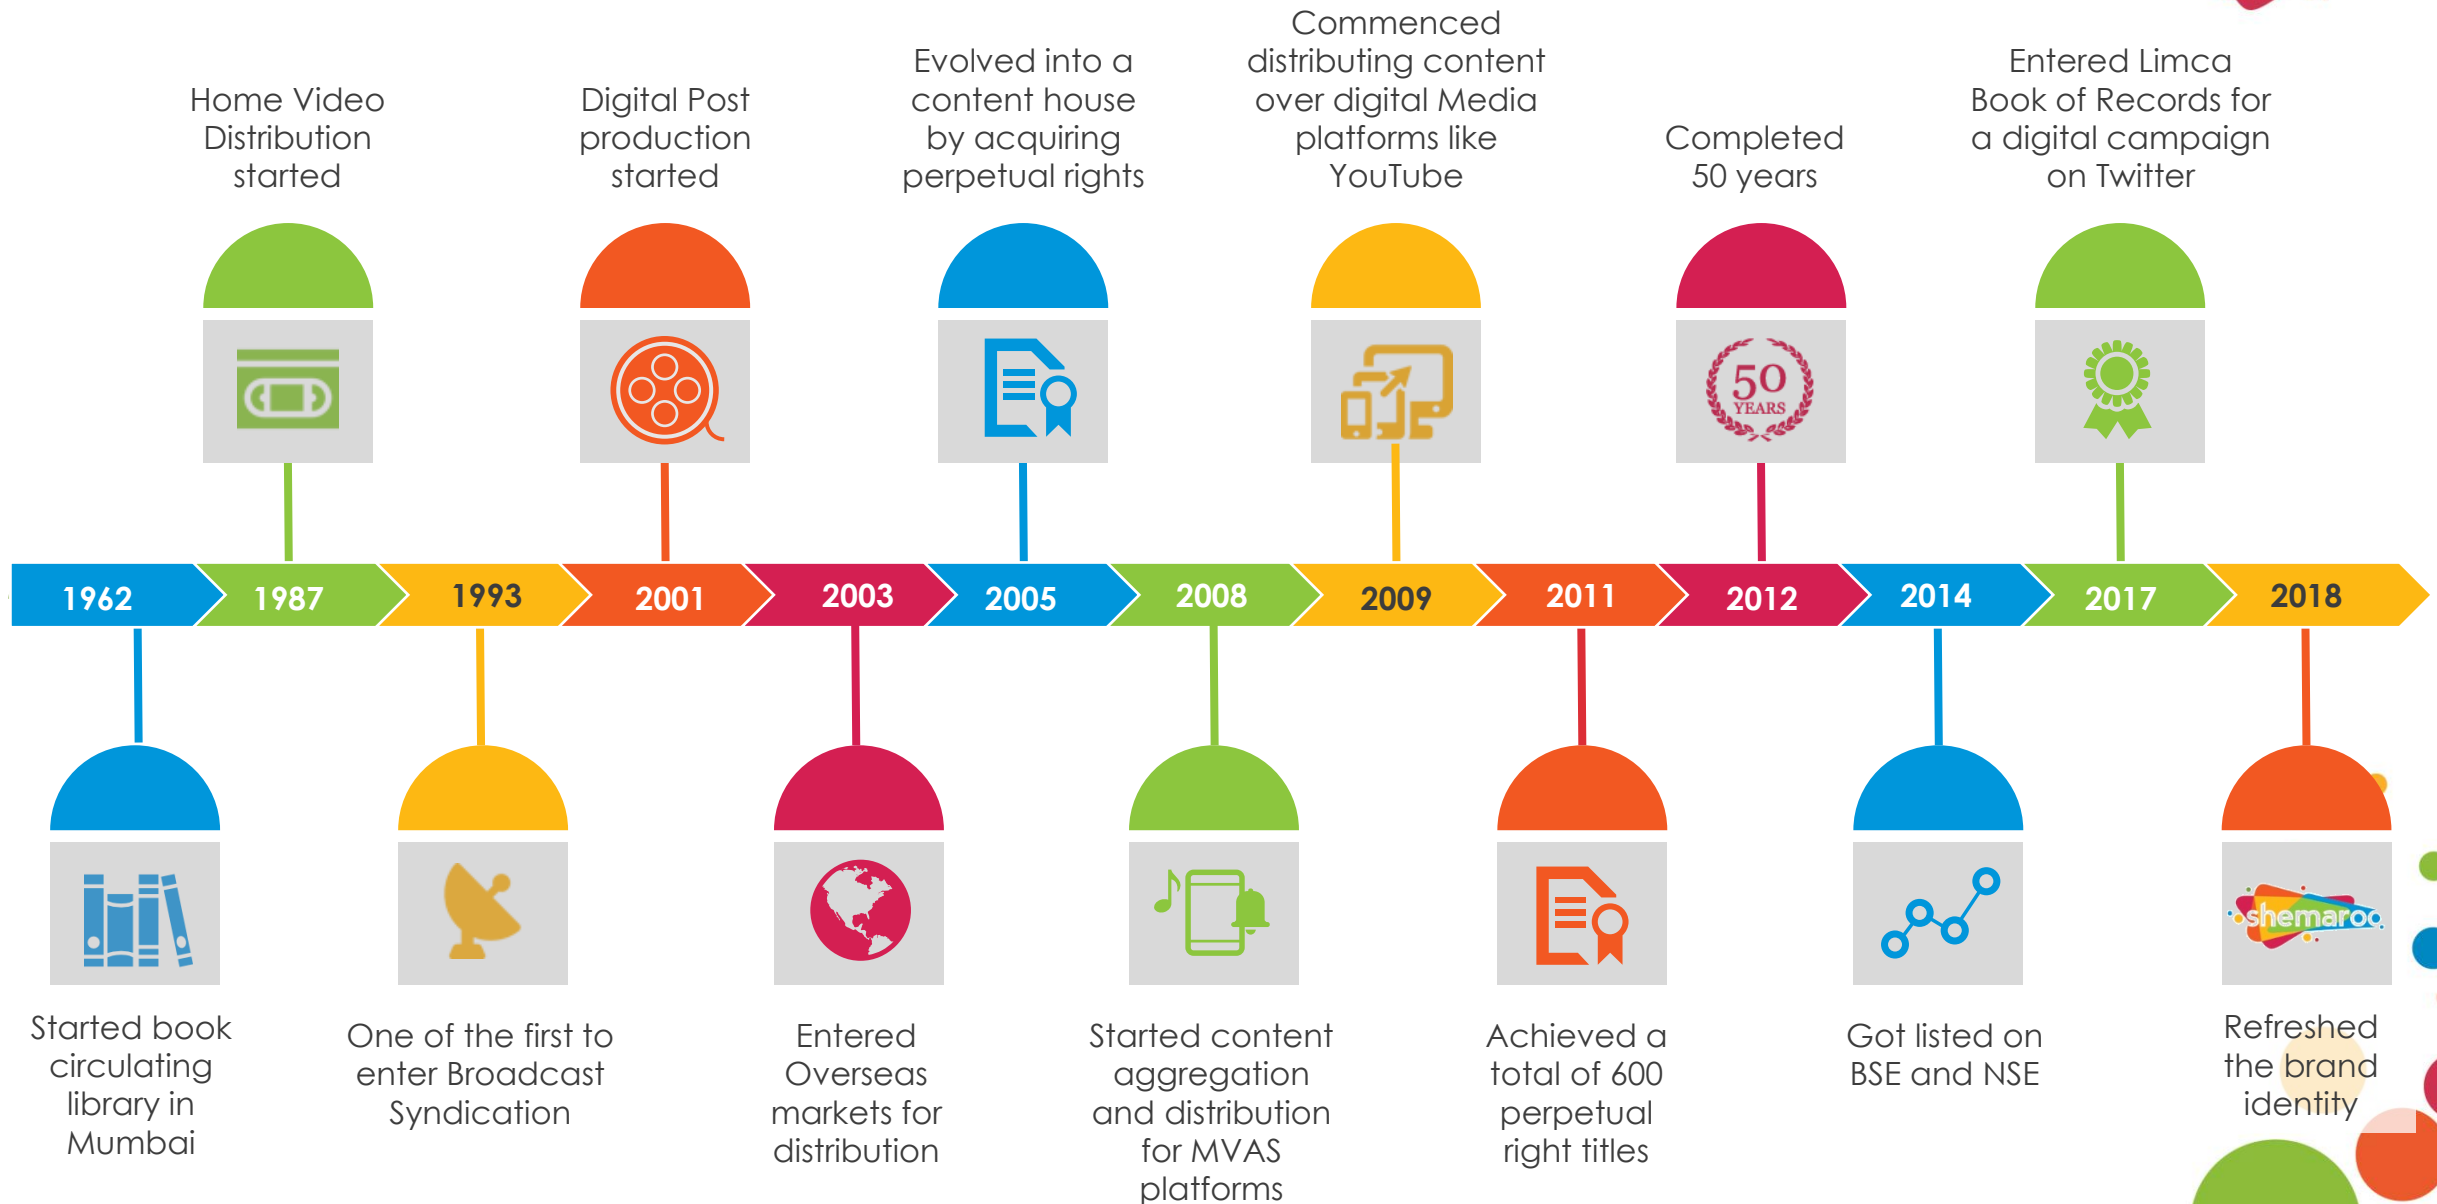 Home Video
Distribution
started
Digital Post
production
started
Evolved into a
content house
by acquiring
perpetual rights
Commenced
distributing content
over digital Media
platforms like
YouTube
Completed
50 years
Entered Limca
Book of Records for
a digital campaign
on Twitter
50
YEARS
1962
1987
1993
2001
2003
2005
2008
2009
2011
2012
2014
2017
2018
shemaroo
Started book
circulating
library in
Mumbai
One of the first to
enter Broadcast
Syndication
Entered
Overseas
markets for
distribution
Started content
aggregation
and distribution
for MVAS
platforms
Achieved a
total of 600
perpetual
right titles
Got listed on
BSE and NSE
Refreshed
the brand
identity